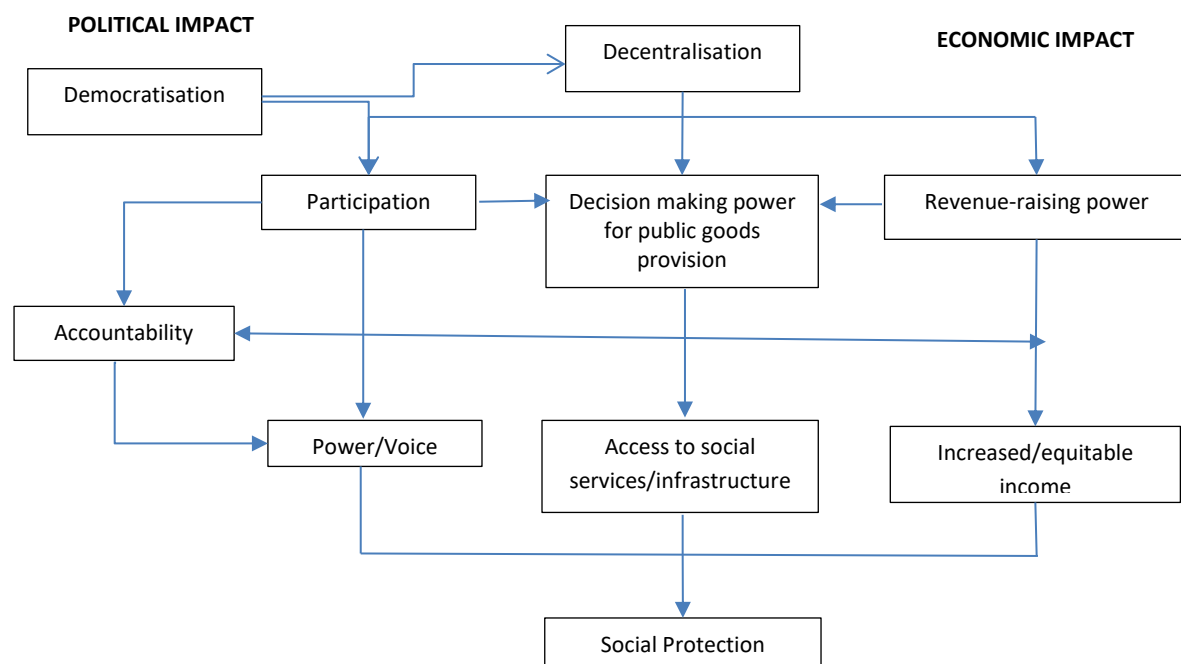 POLITICAL IMPACT
Decentralisation
ECONOMIC IMPACT
Democratisation
Participation
Decision making power
for public goods
provision
Revenue-raising power
Accountability
Power/Voice
Access to social
services/infrastructure
Increased/equitable
income
Social Protection